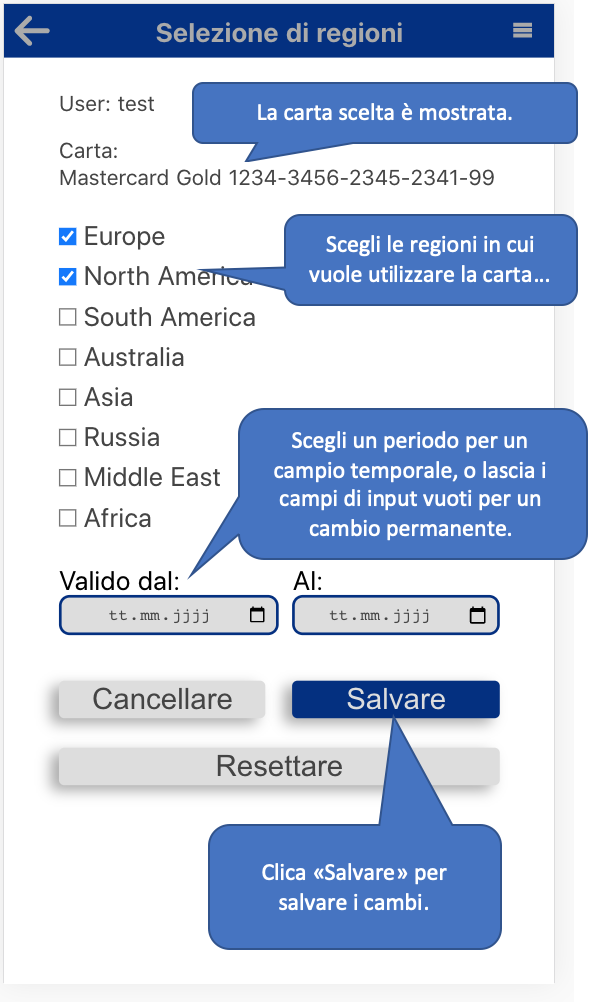 Selezione di regioni
User: test
La carta scelta è mostrata.
Carta:
Mastercard Gold 1234-3456-2345-2341-99
Europe
Scegli le regioni in cui
vuole utilizzare la carta...
North America
South America
Australia
Asia
Russia
Middle East
Africa
Scegli un periodo per un
campio temporale, o lascia i
campi di input vuoti per un
cambio permanente.
Valido dal: Al:
tt.mm.jjjj tt.mm.jjjj
Cancellare Salvare
Resettare
Clica «Salvare» per
salvare i cambi.